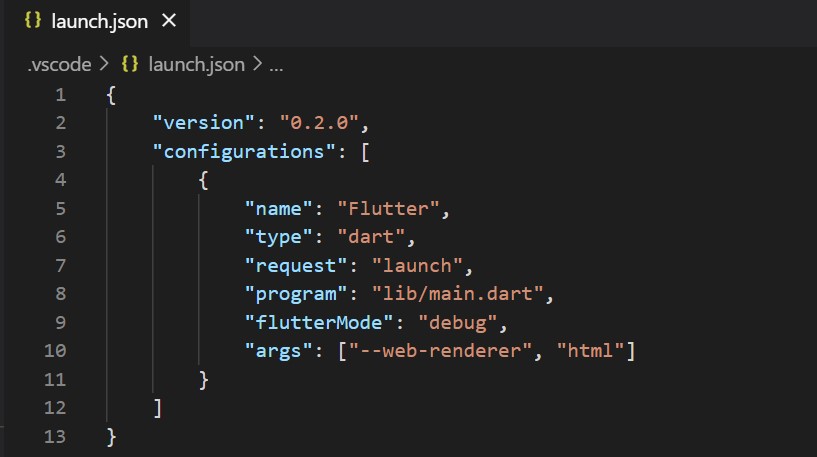 {} launch.json ×
.vscode > {} launch.json > ...
1 {
2     "version": "0.2.0",
3     "configurations": [
4         {
5             "name": "Flutter",
6             "type": "dart",
7             "request": "launch",
8             "program": "lib/main.dart",
9             "flutterMode": "debug",
10             "args": ["--web-renderer", "html"]
11         }
12     ]
13 }